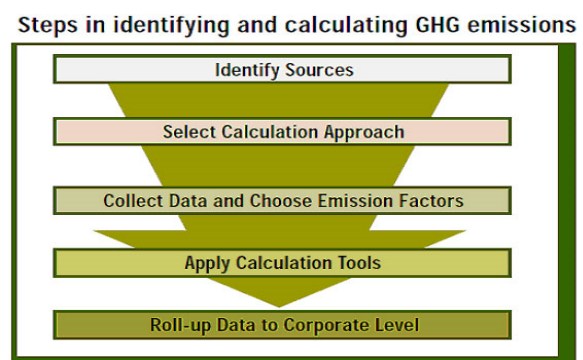 Steps in identifying and calculating GHG emissions
Identify Sources
Select Calculation Approach
Collect Data and Choose Emission Factors
Apply Calculation Tools
Roll-up Data to Corporate Level